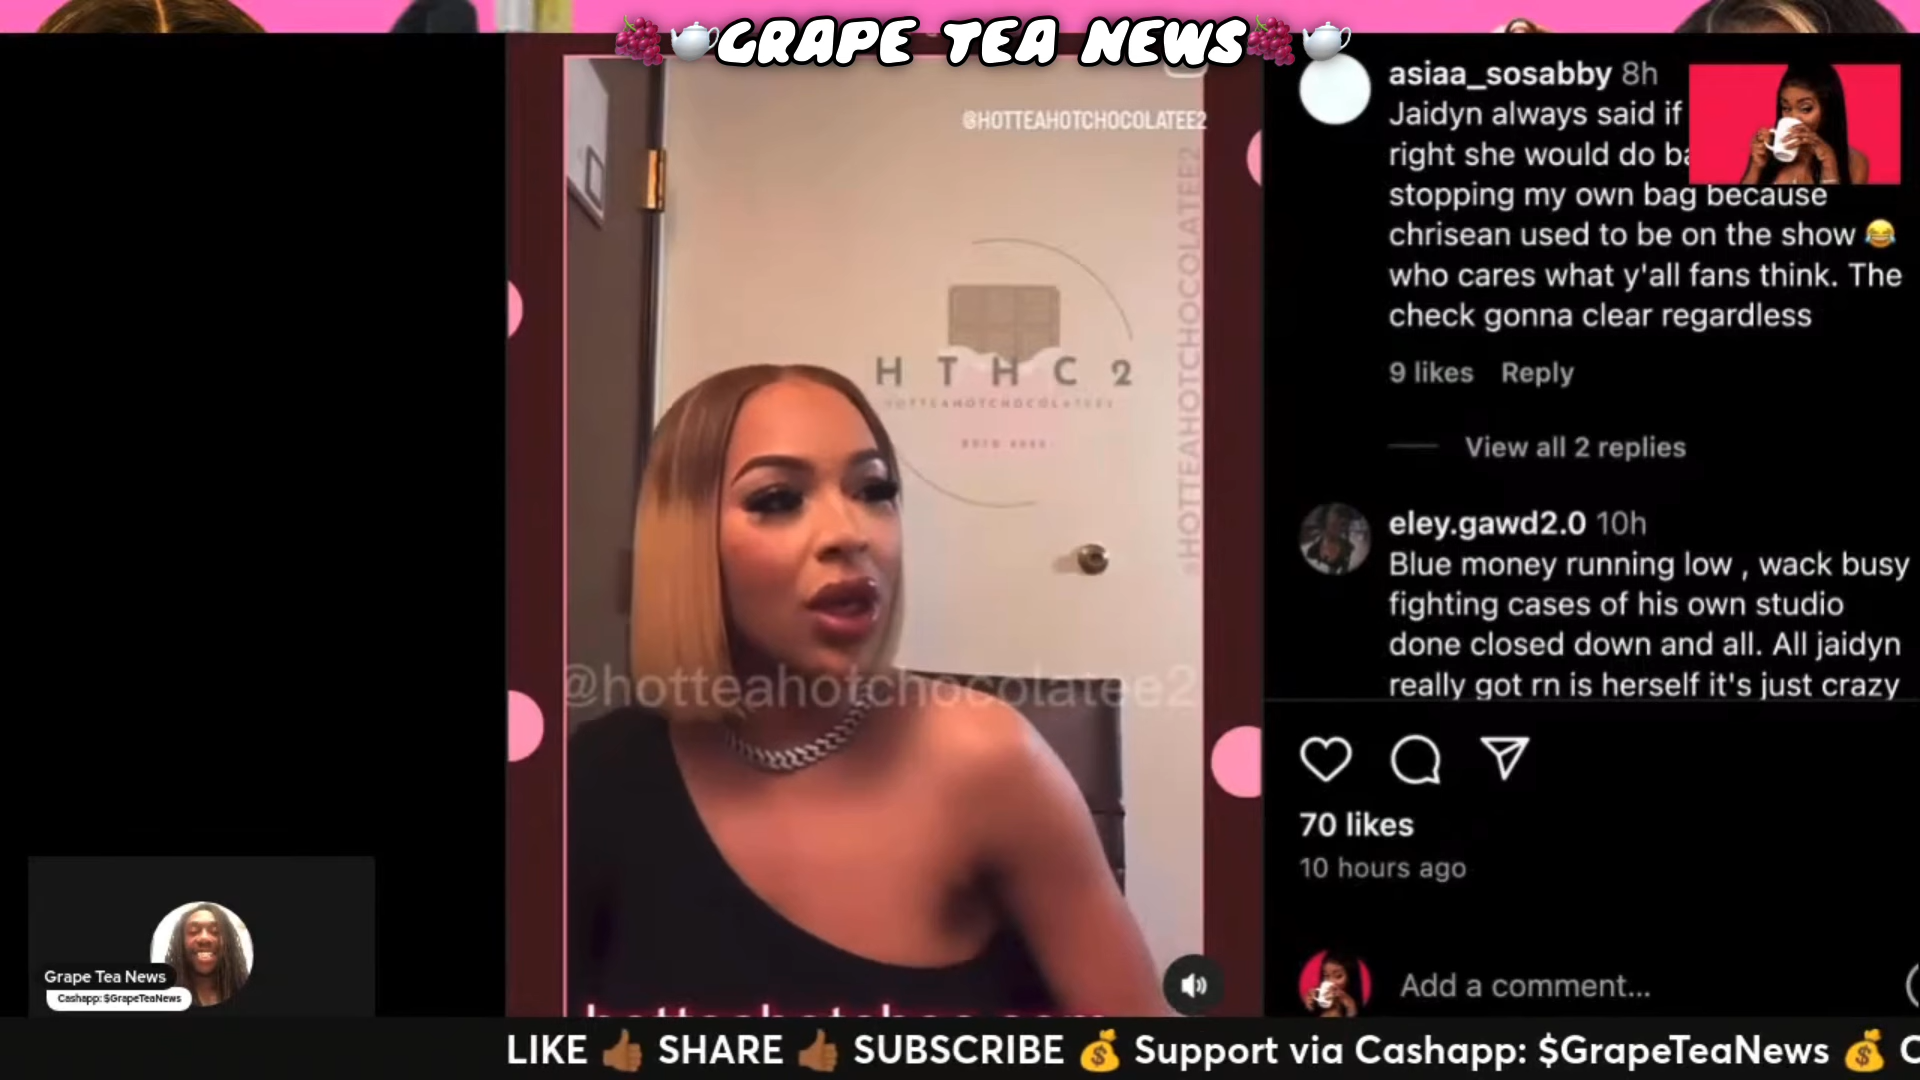 GRAPE TEA NEWS
@HOTTEAHOTCHOCOLATEE2
@HOTTEAHOTCHOCOLATEE2
H T H C 2
HOTTEAHOTCHOCOLATEE2
@hotteahotchocolatee2
asiaa_sosabby 8h
Jaidyn always said if
right she would do ba
stopping my own bag because
chrisean used to be on the show 😂
who cares what y'all fans think. The
check gonna clear regardless
9 likes Reply
View all 2 replies
eley.gawd2.0 10h
Blue money running low , wack busy
fighting cases of his own studio
done closed down and all. All jaidyn
really got rn is herself it's just crazy
70 likes
10 hours ago
Add a comment...
Grape Tea News
Cashapp: $GrapeTeaNews
LIKE 👍🏾 SHARE 👍🏾 SUBSCRIBE 💰 Support via Cashapp: $GrapeTeaNews 💰 C